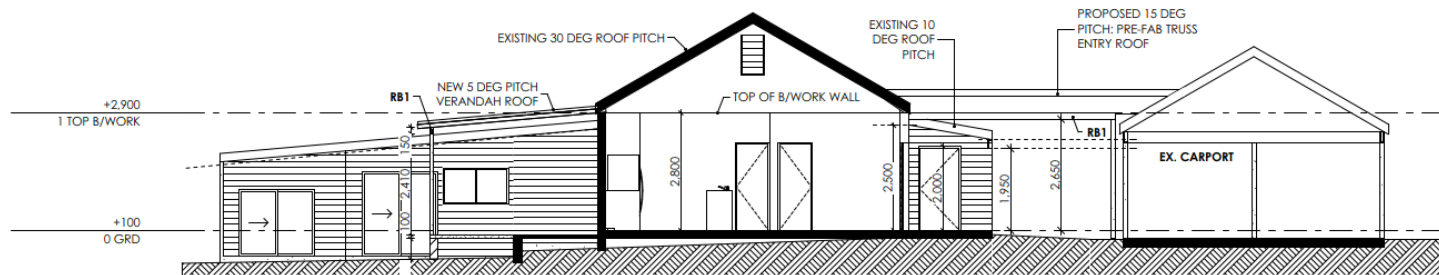 PROPOSED 15 DEG
PITCH: PRE-FAB TRUSS
ENTRY ROOF
EXISTING 10
DEG ROOF
PITCH
EXISTING 30 DEG ROOF PITCH
NEW 5 DEG PITCH
VERANDAH ROOF
RB1
TOP OF B/WORK WALL
+2,900
1 TOP B/WORK
RB1
EX. CARPORT
150
2,410
100
2,800
2,500
2,000
1,950
2,650
+100
0 GRD